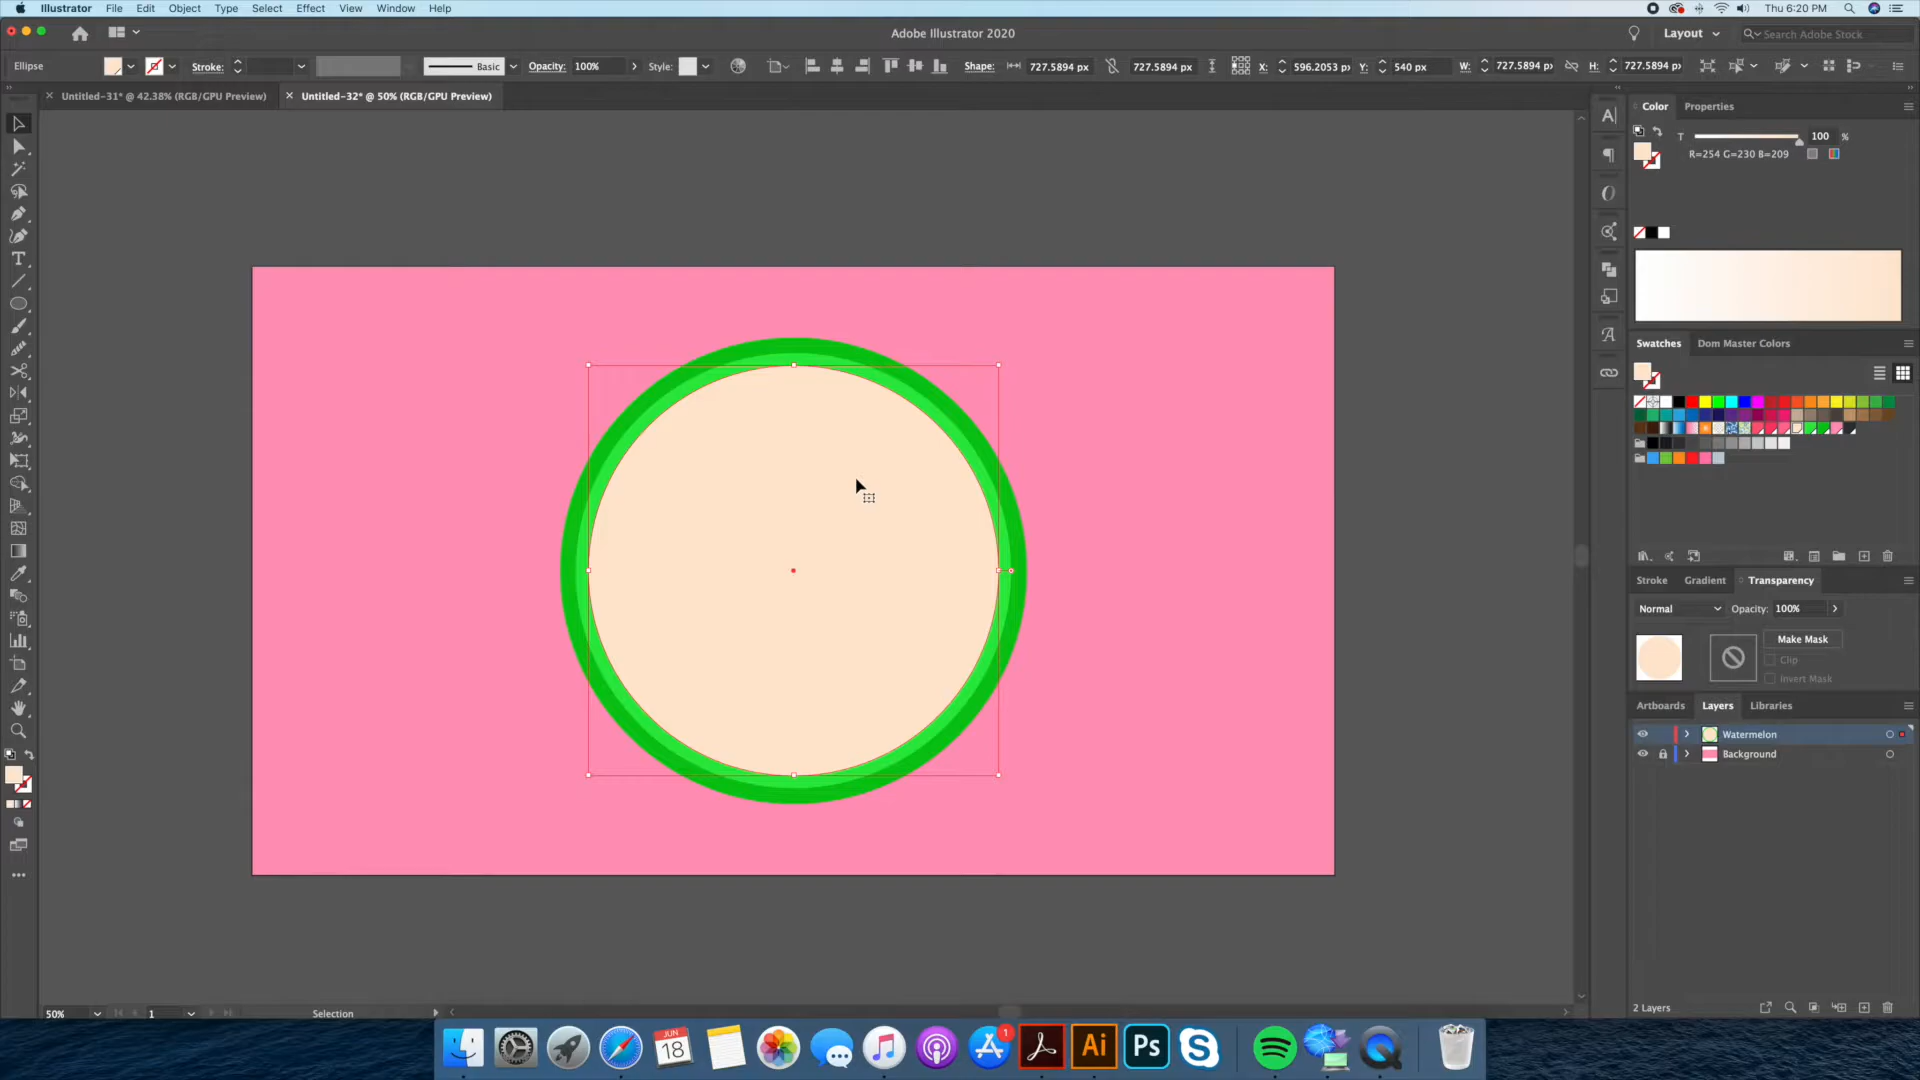 Illustrator File Edit Object Type Select Effect View Window Help Thu 6:20 PM
Adobe Illustrator 2020 Layout Search Adobe Stock
Ellipse Stroke: Basic Opacity: 100% Style: Shape: 727.5894 px 727.5894 px X: 596.2053 px Y: 540 px W: 727.5894 px H: 727.5894 px
Untitled-31* @ 42.38% (RGB/GPU Preview) Untitled-32* @ 50% (RGB/GPU Preview)
Color Properties
T 100 %
R=254 G=230 B=209
Swatches Dom Master Colors
Stroke Gradient Transparency
Normal Opacity: 100%
Make Mask
Clip
Invert Mask
Artboards Layers Libraries
Watermelon
Background
2 Layers
50% 1 Selection
JUN
18
1
Ai
Ps